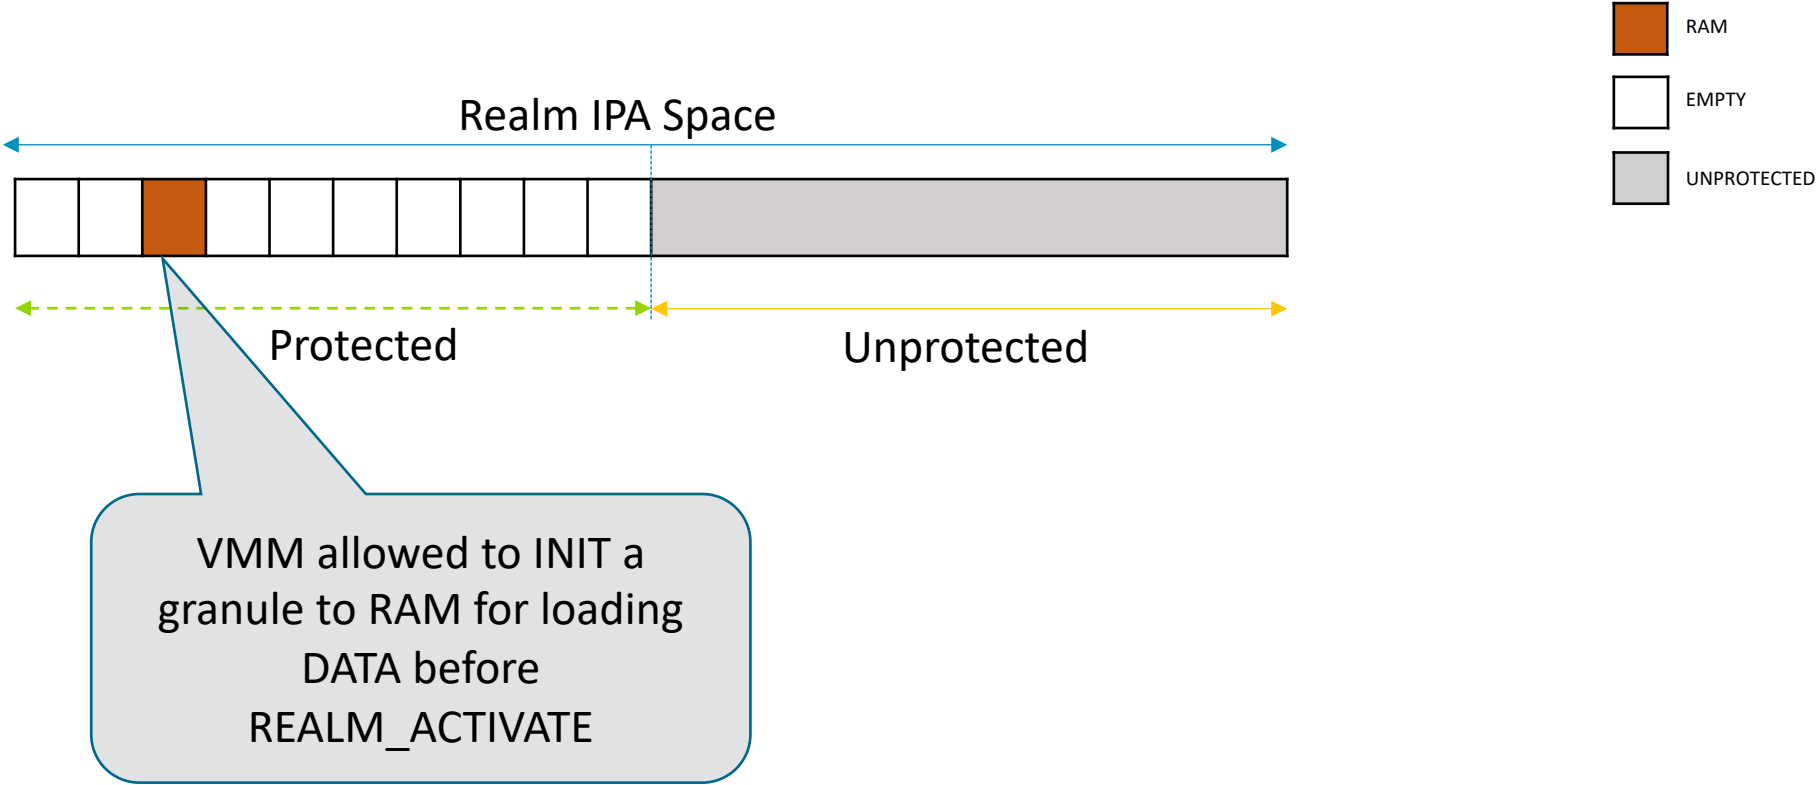 RAM
EMPTY
UNPROTECTED
Realm IPA Space
Protected
Unprotected
VMM allowed to INIT a
granule to RAM for loading
DATA before
REALM_ACTIVATE